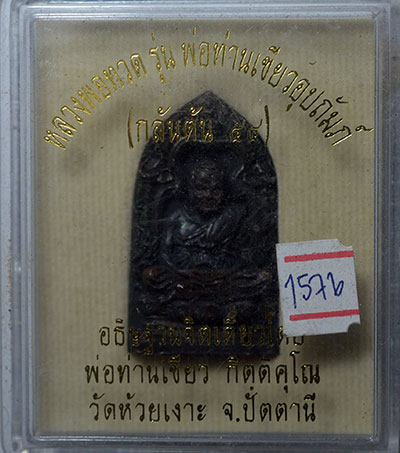 หลวงพ่อทวด รุ่น พ่อท่านเขียวอุปถัมภ์
(กลันตัน ๕๔)
1576
อธิษฐานจิตเดี่ยวโดย
พ่อท่านเขียว กิตติคุโณ
วัดห้วยเงาะ จ.ปัตตานี